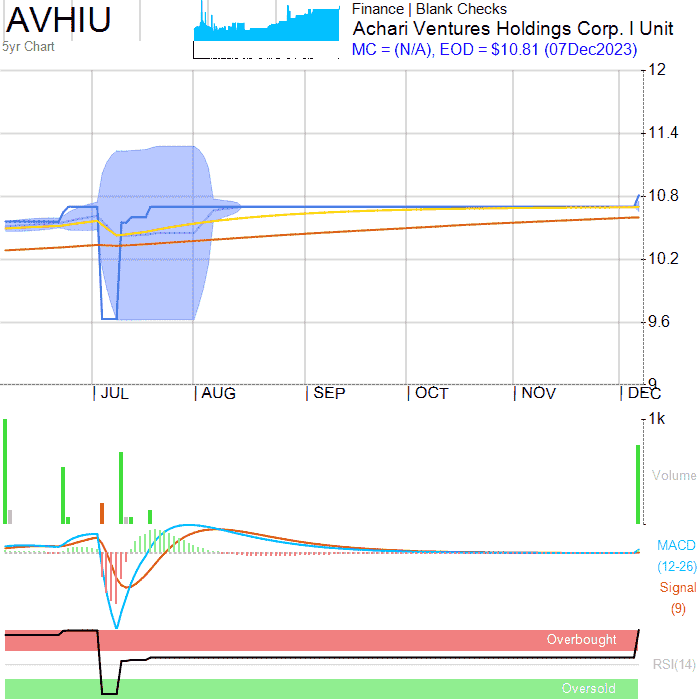 AVHIU
5yr Chart
Finance | Blank Checks
Achari Ventures Holdings Corp. I Unit
MC = (N/A), EOD = $10.81 (07Dec2023)
12
11.4
10.8
10.2
9.6
9
JUL AUG SEP OCT NOV DEC
1k
Volume
MACD
(12-26)
Signal
(9)
Overbought
RSI(14)
Oversold